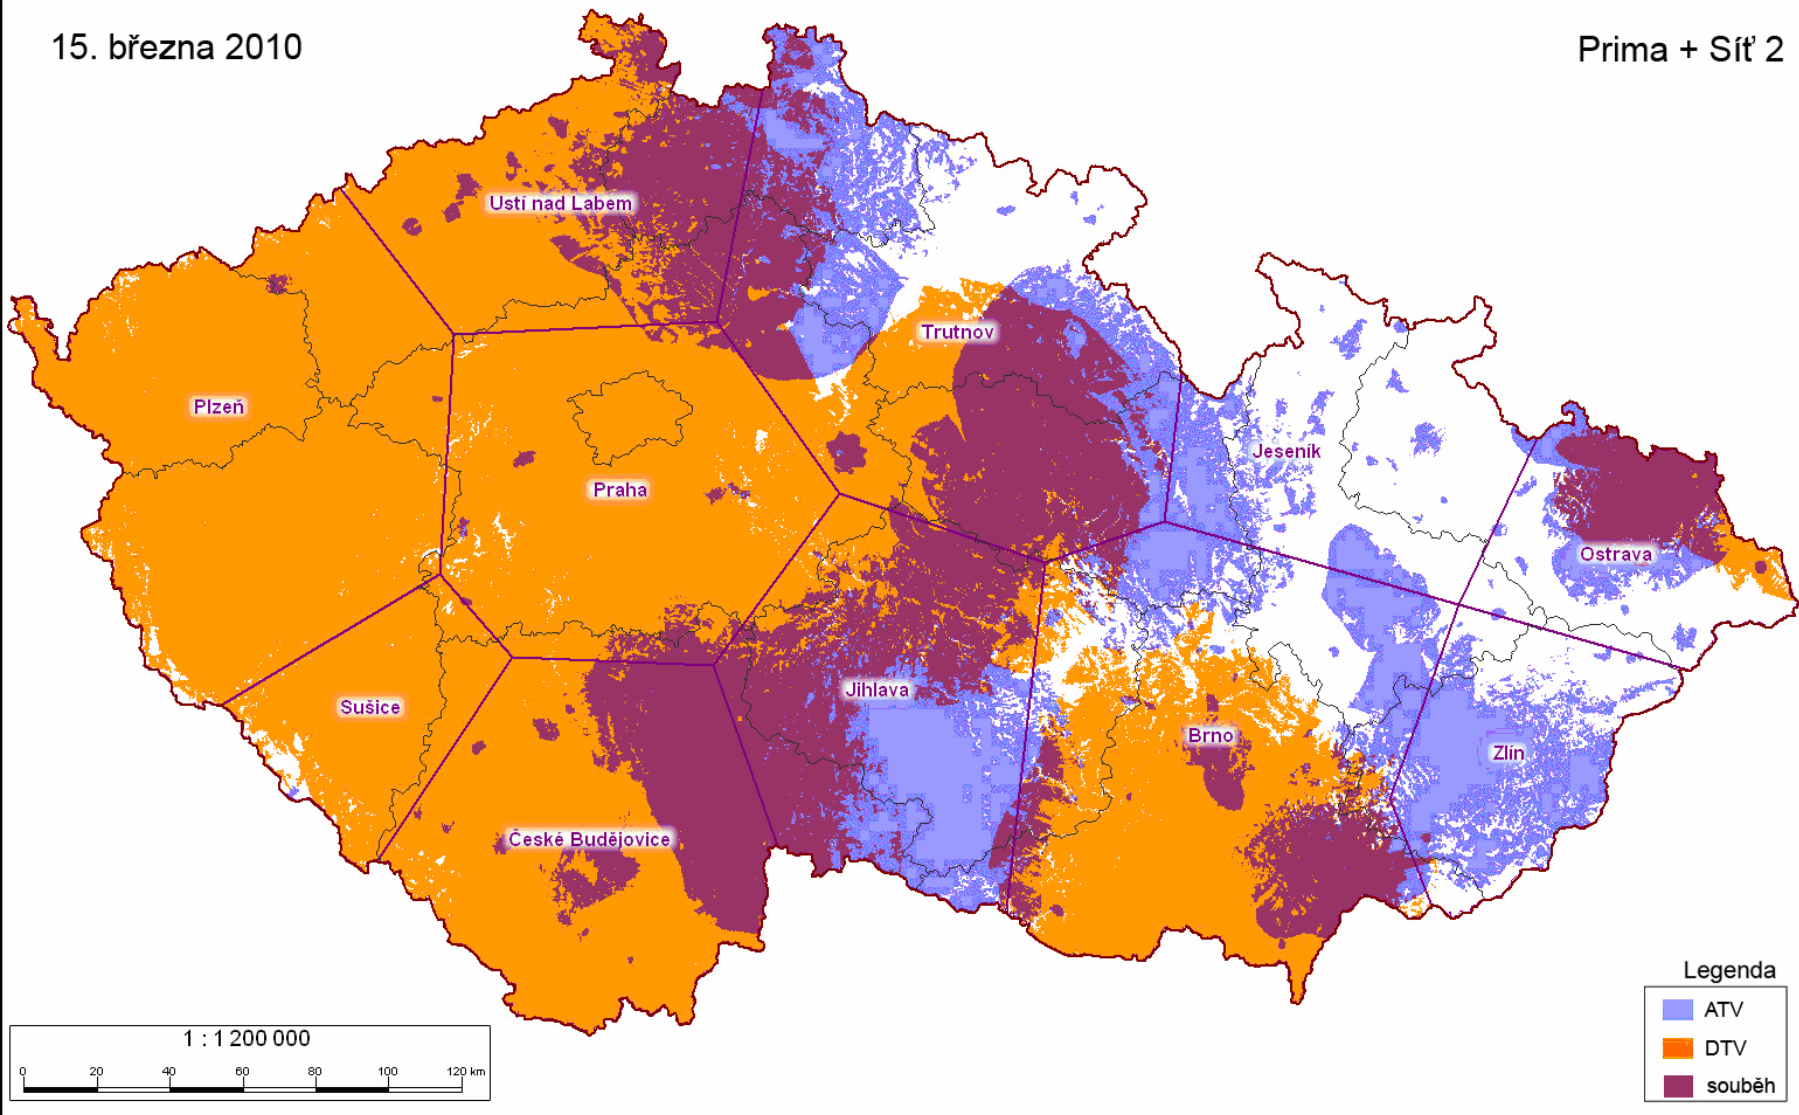 15. března 2010
Prima + Síť 2
Ustí nad Labem
Trutnov
Plzeň
Jeseník
Praha
Ostrava
Sušice
Jihlava
Brno
Zlín
České Budějovice
Legenda
ATV
DTV
souběh
1 : 1 200 000
0 20 40 60 80 100 120 km